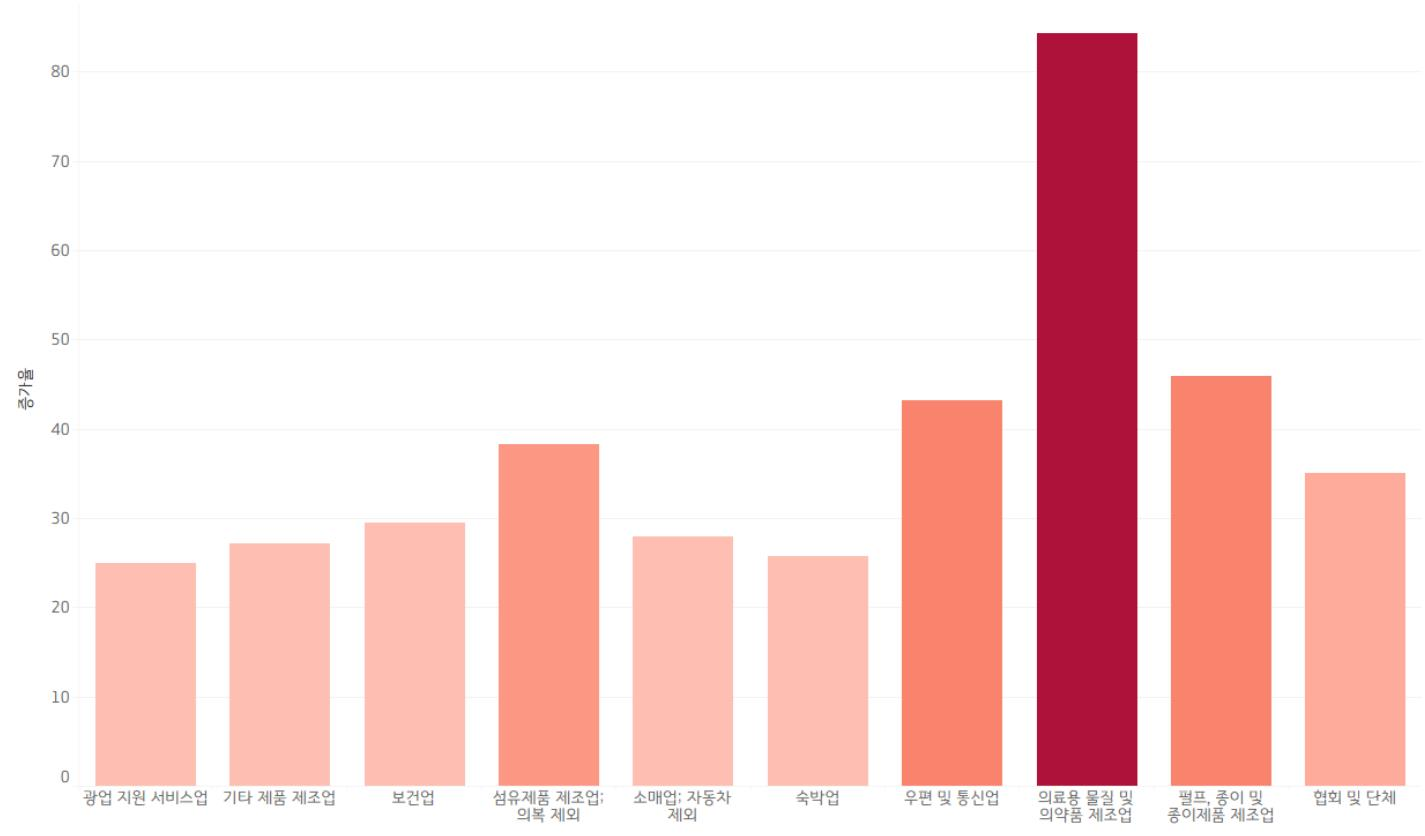 80
70
60
50
40
30
20
10
0
증가율
광업 지원 서비스업
기타 제품 제조업
보건업
섬유제품 제조업;
의복 제외
소매업; 자동차
제외
숙박업
우편 및 통신업
의료용 물질 및
의약품 제조업
펄프, 종이 및
종이제품 제조업
협회 및 단체